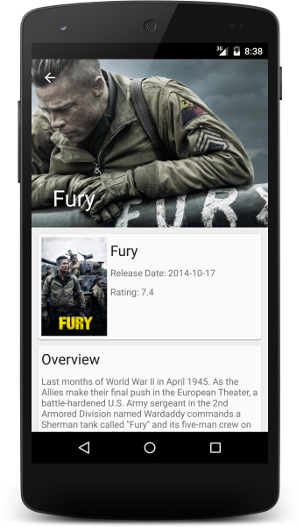 3G 8:38
Fury
FURY
Fury
Release Date: 2014-10-17
Rating: 7.4
FURY
Overview
Last months of World War II in April 1945. As the
Allies make their final push in the European Theater, a
battle-hardened U.S. Army sergeant in the 2nd
Armored Division named Wardaddy commands a
Sherman tank called "Fury" and its five-man crew on